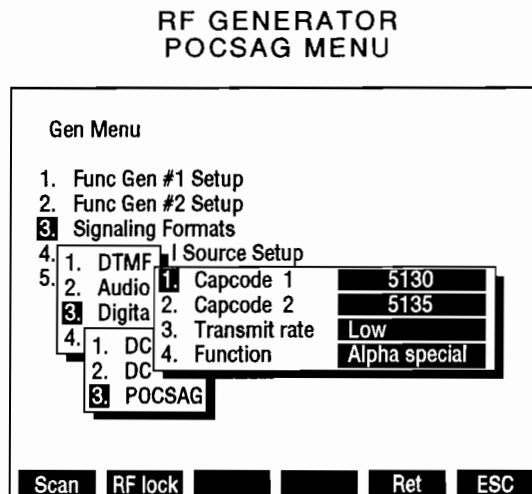 RF GENERATOR
POCSAG MENU
Gen Menu
1. Func Gen #1 Setup
2. Func Gen #2 Setup
3. Signaling Formats
4. l Source Setup
5.
1. DTMF
2. Audio
3. Digita
4.
1. DC
2. DC
3. POCSAG
1. Capcode 1 5130
2. Capcode 2 5135
3. Transmit rate Low
4. Function Alpha special
Scan RF lock Ret ESC